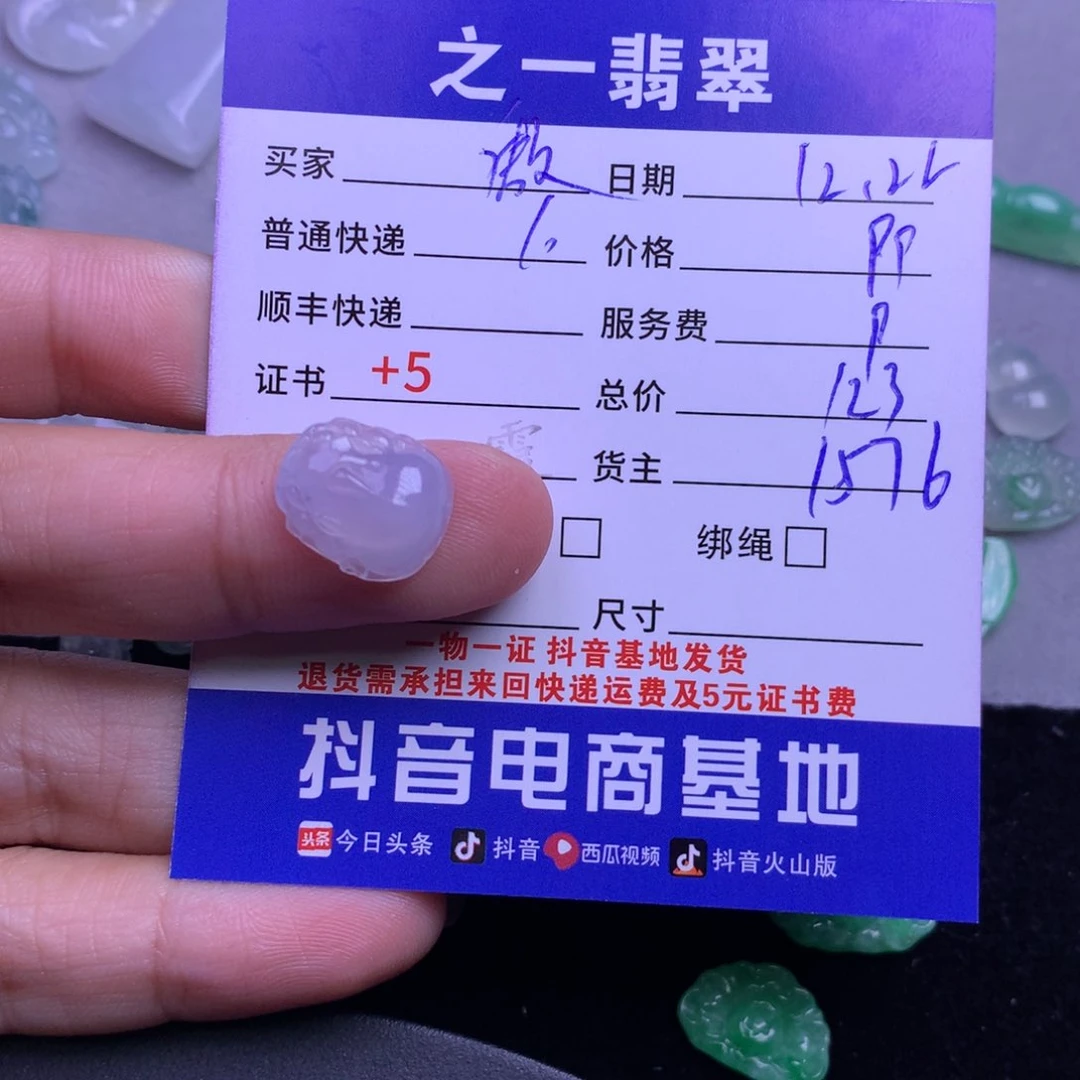 之一翡翠
买家 日期 12.26
普通快递 1. 价格
顺丰快递 服务费
证书 +5 总价 123
货主 1576
绑绳
尺寸
一物一证 抖音基地发货
退货需承担来回快递运费及5元证书费
抖音电商基地
头条 今日头条 抖音 西瓜视频 抖音火山版